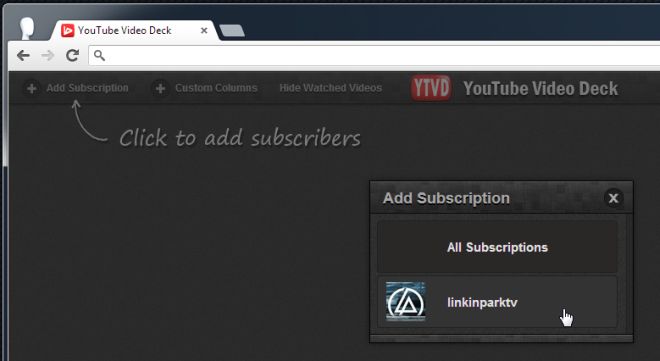 YouTube Video Deck
Add Subscription
Custom Columns
Hide Watched Videos
YTVD
YouTube Video Deck
Click to add subscribers
Add Subscription
All Subscriptions
linkinparktv